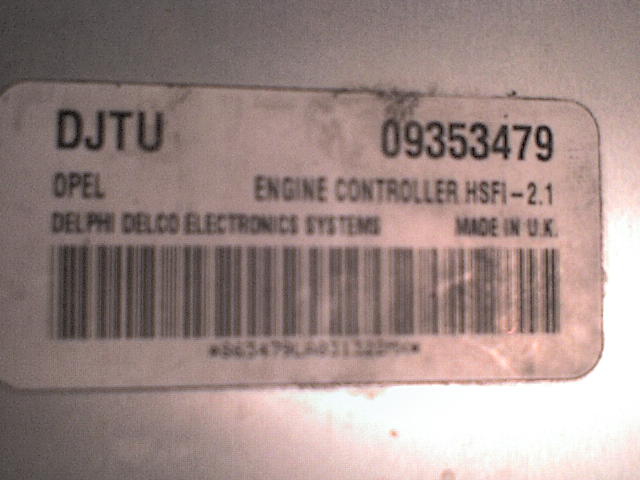 DJTU 09353479
OPEL ENGINE CONTROLLER HSFI-2.1
DELPHI DELCO ELECTRONICS SYSTEMS MADE IN U.K.